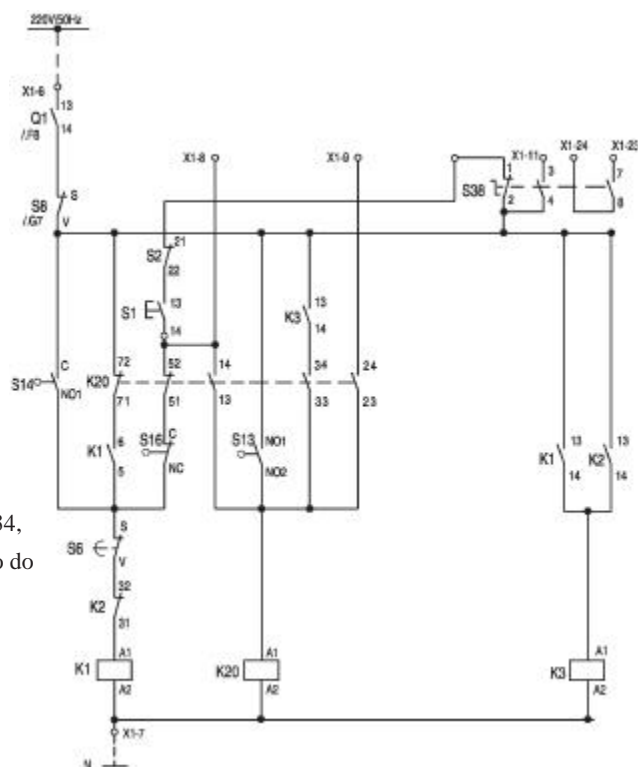 220V/50Hz
X1-6
13
Q1
/.F8
14
X1-8
X1-9
X1-11
X1-24
X1-23
1
3
7
S38
2
4
8
S
S8
/.G7
V
21
S2
22
13
S1
14
13
K3
14
C
S14
NO1
72
K20
71
52
51
14
13
34
33
24
23
6
K1
5
C
S16
NC
NO1
S13
NO2
13
K1
14
13
K2
14
34,
o do
S
S6
V
32
K2
31
A1
K1
A2
A1
K20
A2
A1
K3
A2
X1-7
N